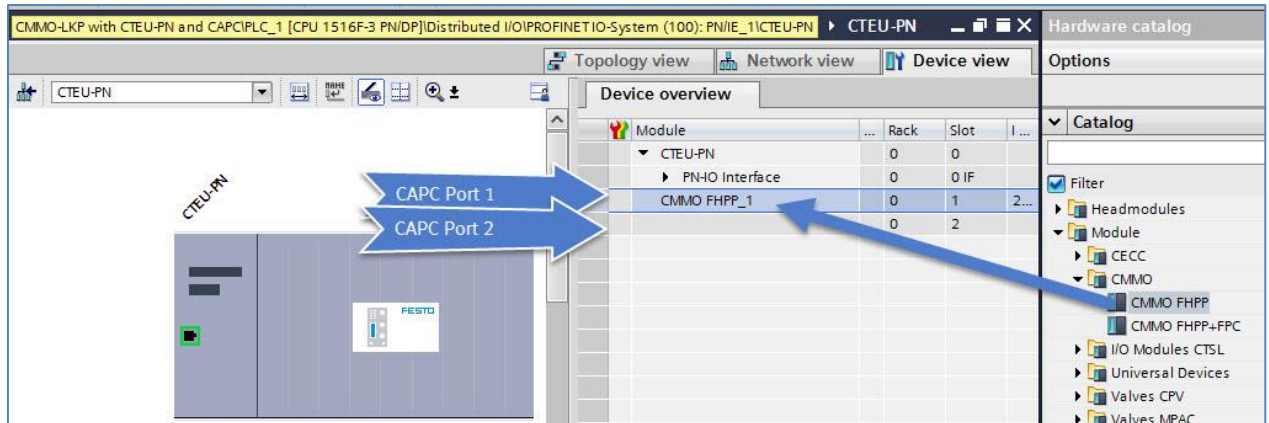 CMMO-LKP with CTEU-PN and CAPC\PLC_1 [CPU 1516F-3 PN/DP]\Distributed I/O\PROFINET IO-System (100): PN/IE_1\CTEU-PN CTEU-PN
Hardware catalog
Topology view Network view Device view
Options
CTEU-PN
Device overview
Module ... Rack Slot I ...
Catalog
CTEU-PN 0 0
PN-IO Interface 0 0 IF
CMMO FHPP_1 0 1 2...
0 2
CAPC Port 1
CAPC Port 2
CTEU-PN
FESTO
Filter
Headmodules
Module
CECC
CMMO
CMMO FHPP
CMMO FHPP+FPC
I/O Modules CTSL
Universal Devices
Valves CPV
Valves MPAC